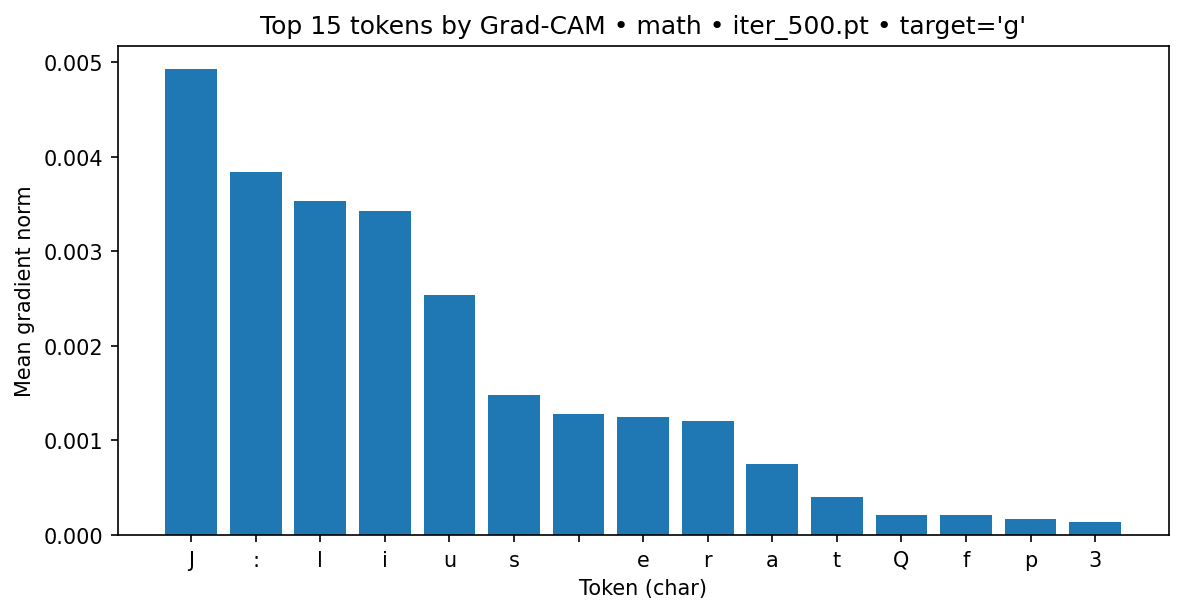 Top 15 tokens by Grad-CAM • math • iter_500.pt • target='g'
0.005
0.004
0.003
0.002
0.001
0.000
Mean gradient norm
J : l i u s e r a t Q f p 3
Token (char)